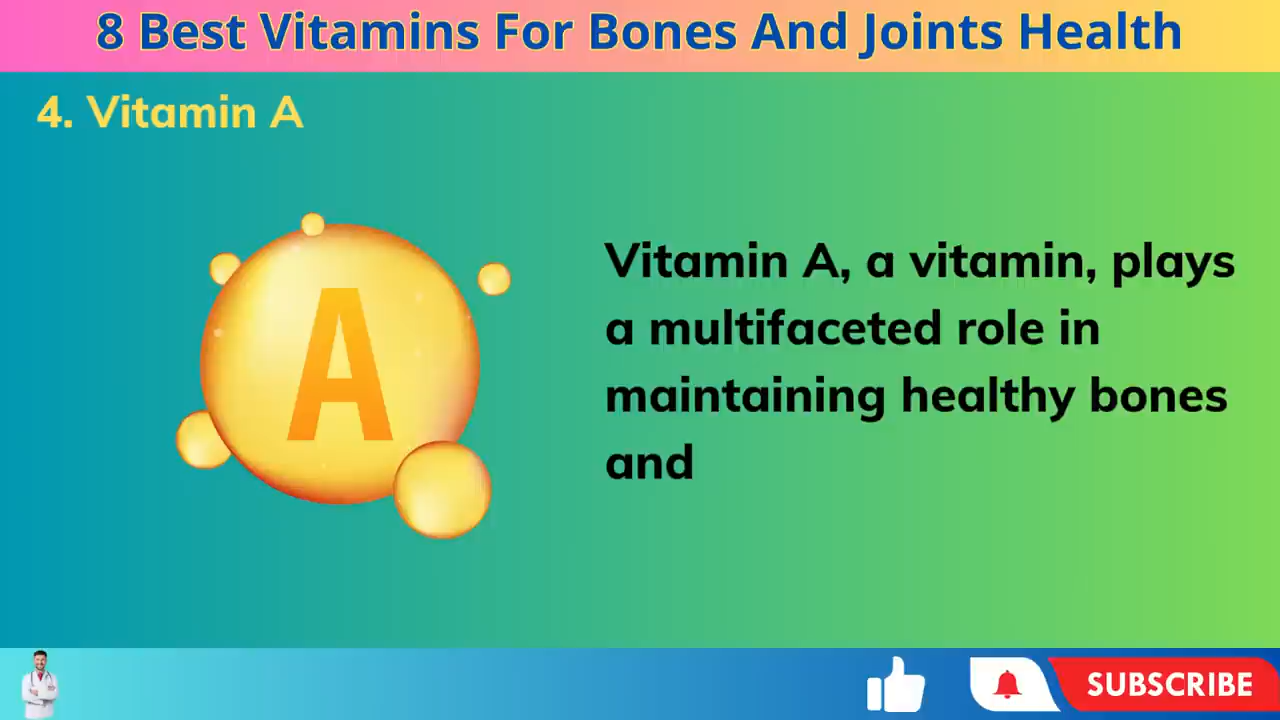 8 Best Vitamins For Bones And Joints Health
4. Vitamin A
A
Vitamin A, a vitamin, plays
a multifaceted role in
maintaining healthy bones
and
SUBSCRIBE